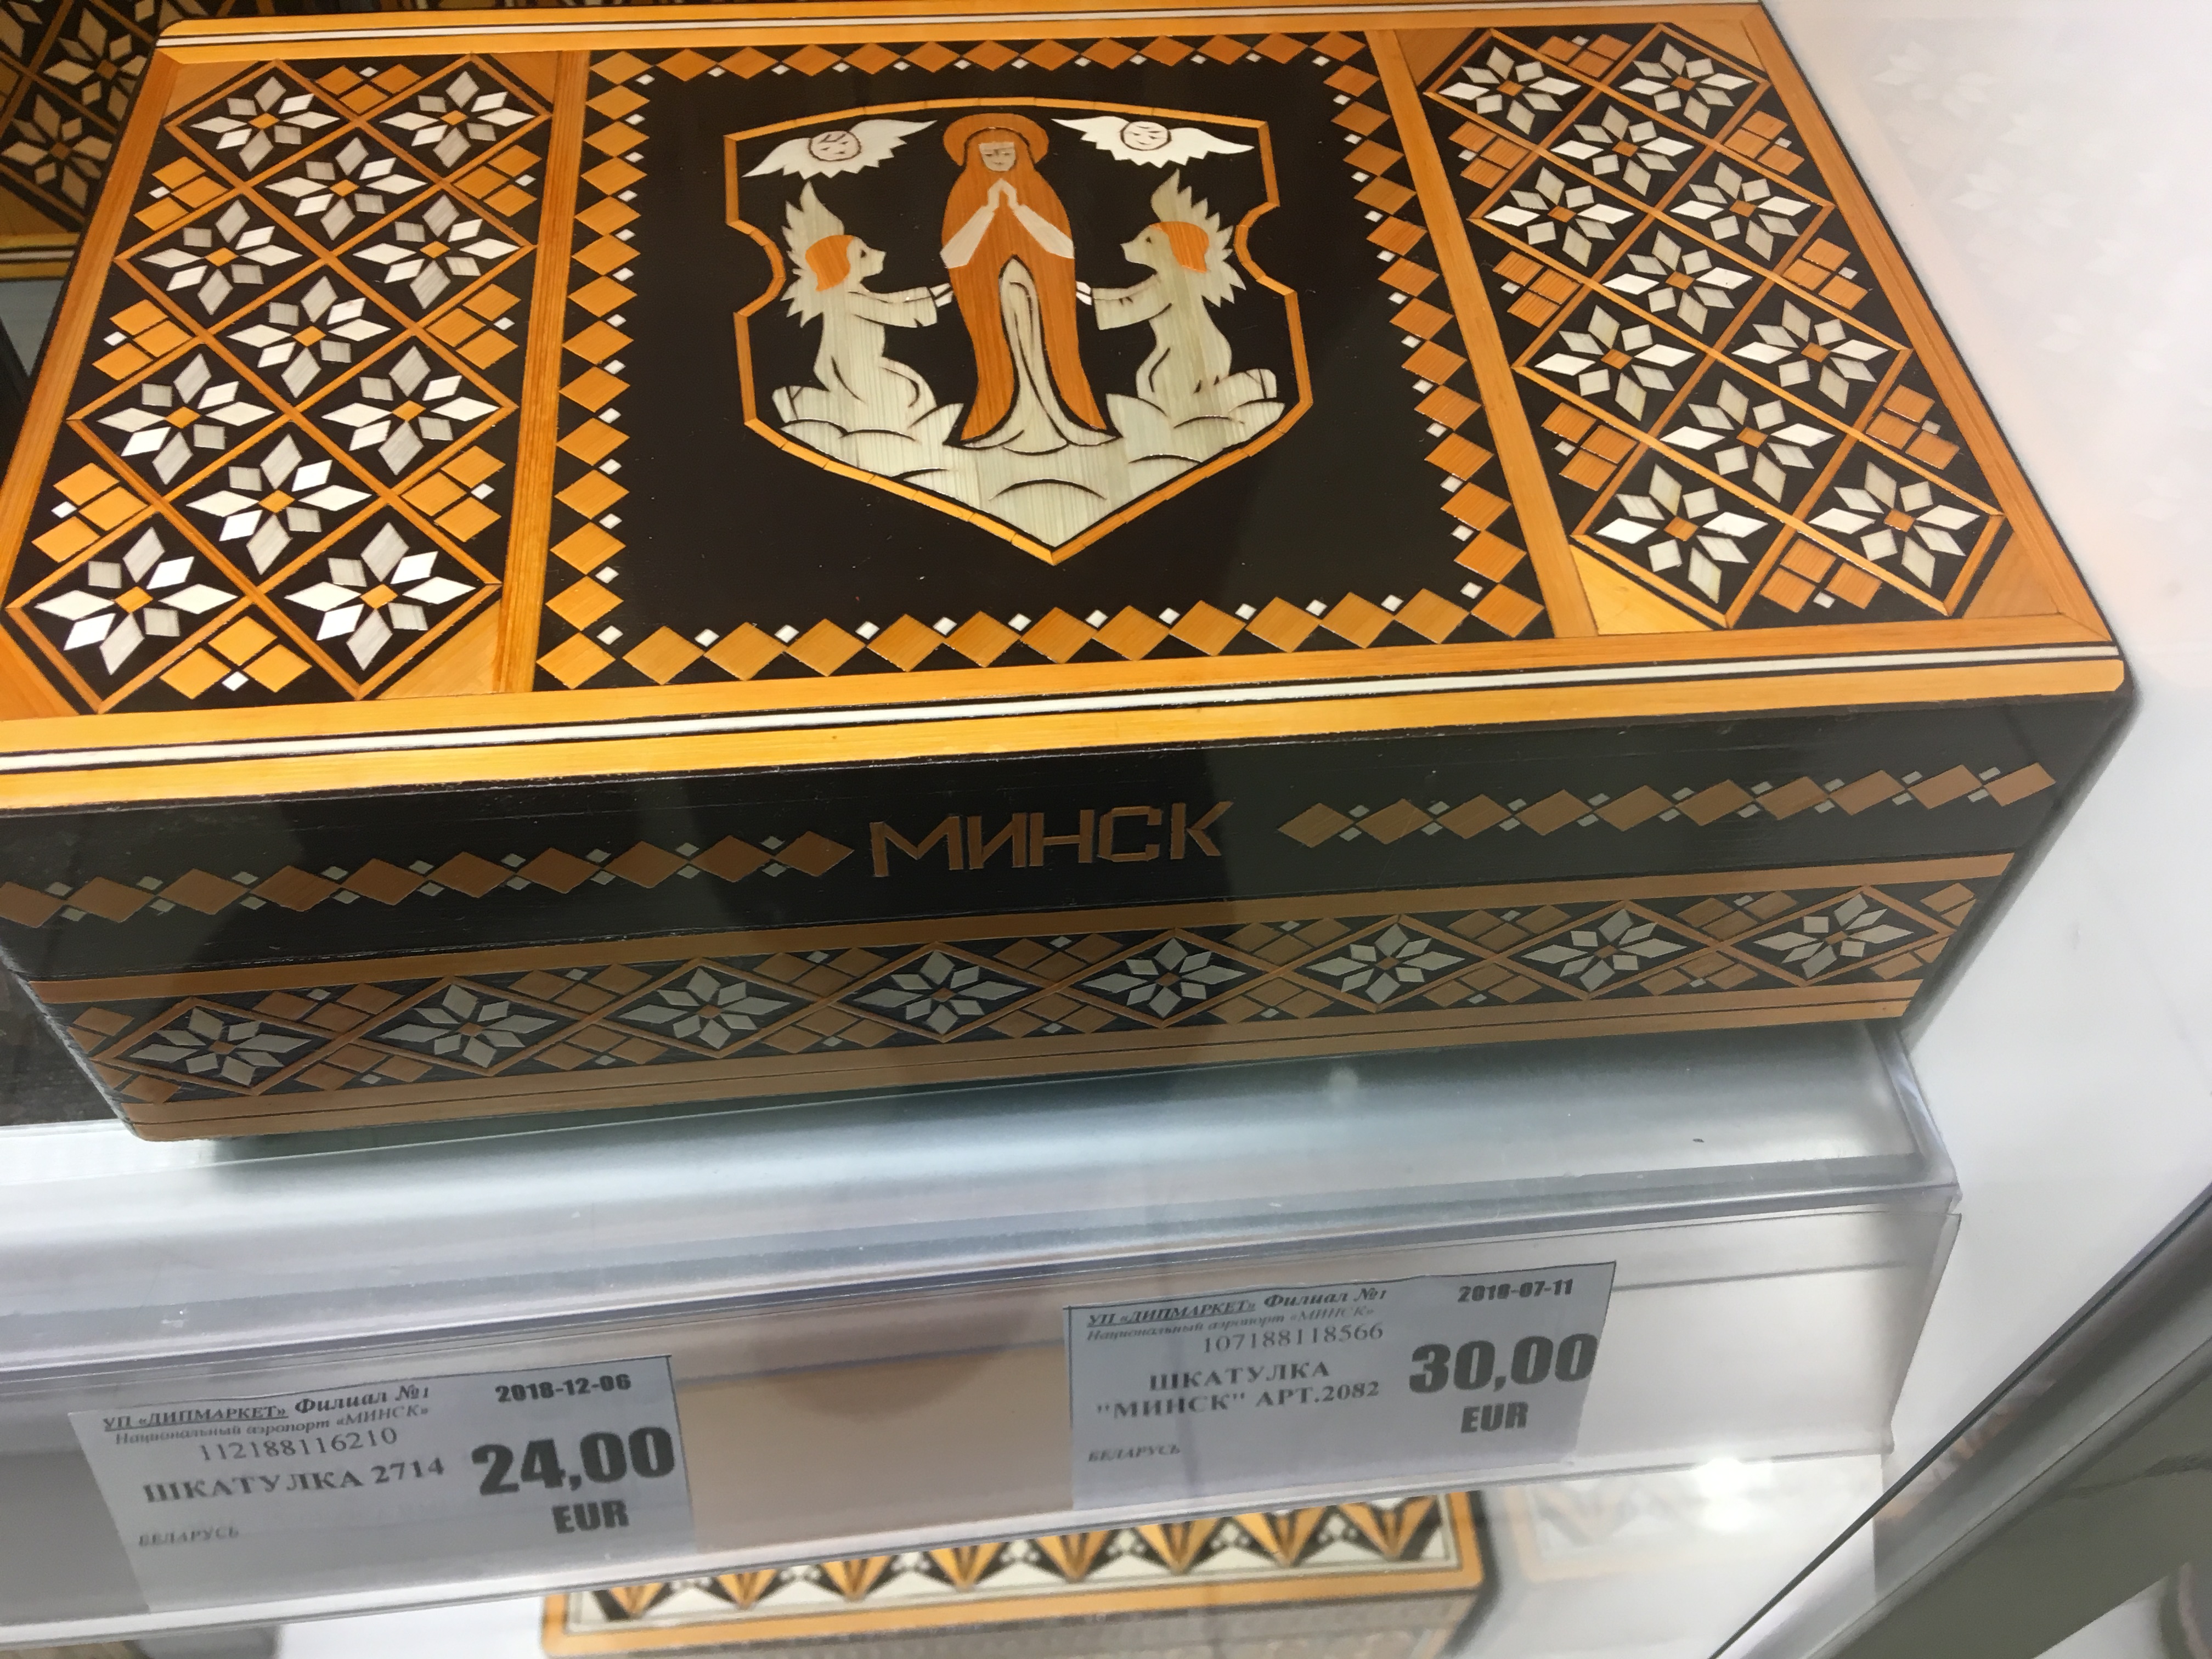 МИНСК
УП «ДИПМАРКЕТ» Филиал №1
2018-12-06
Национальный аэропорт «МИНСК»
112188116210
ШКАТУЛКА 2714
24,00
EUR
БЕЛАРУСЬ
УП «ДИПМАРКЕТ» Филиал №1
2018-07-11
Национальный аэропорт «МИНСК»
107188118566
ШКАТУЛКА
"МИНСК" АРТ.2082
30,00
EUR
БЕЛАРУСЬ